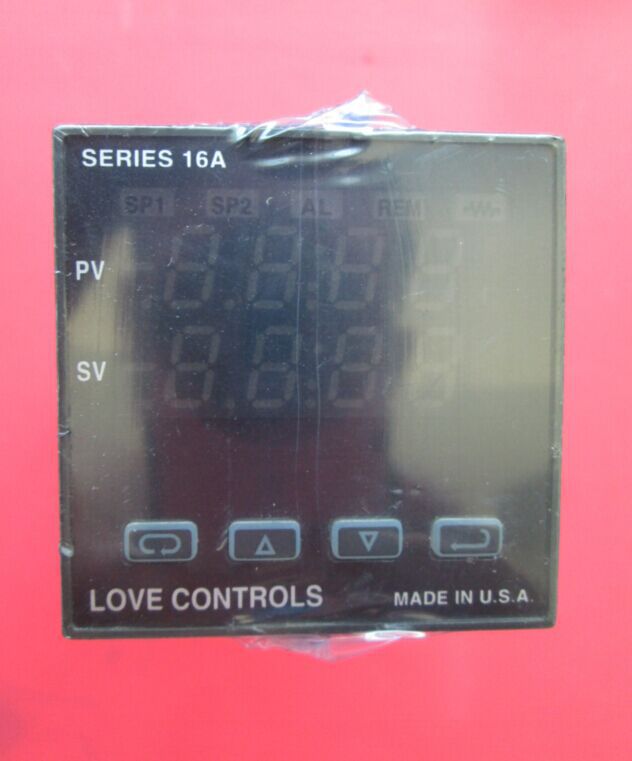 SERIES 16A
SP1 SP2 AL REM
PV
SV
LOVE CONTROLS MADE IN U.S.A.